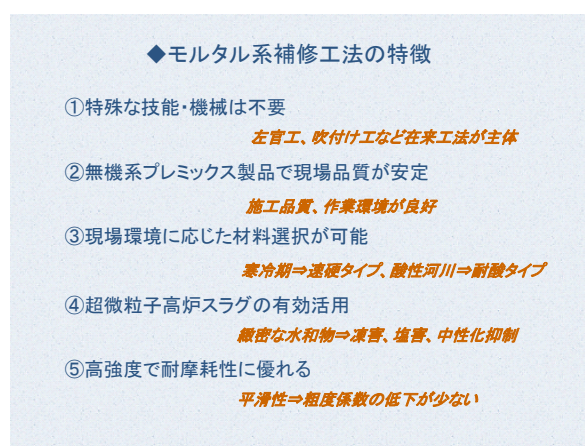 ◆モルタル系補修工法の特徴
①特殊な技能・機械は不要
左官工、吹付け工など在来工法が主体
②無機系プレミックス製品で現場品質が安定
施工品質、作業環境が良好
③現場環境に応じた材料選択が可能
寒冷期⇒速硬タイプ、酸性河川⇒耐酸タイプ
④超微粒子高炉スラグの有効活用
緻密な水和物⇒凍害、塩害、中性化抑制
⑤高強度で耐摩耗性に優れる
平滑性⇒粗度係数の低下が少ない